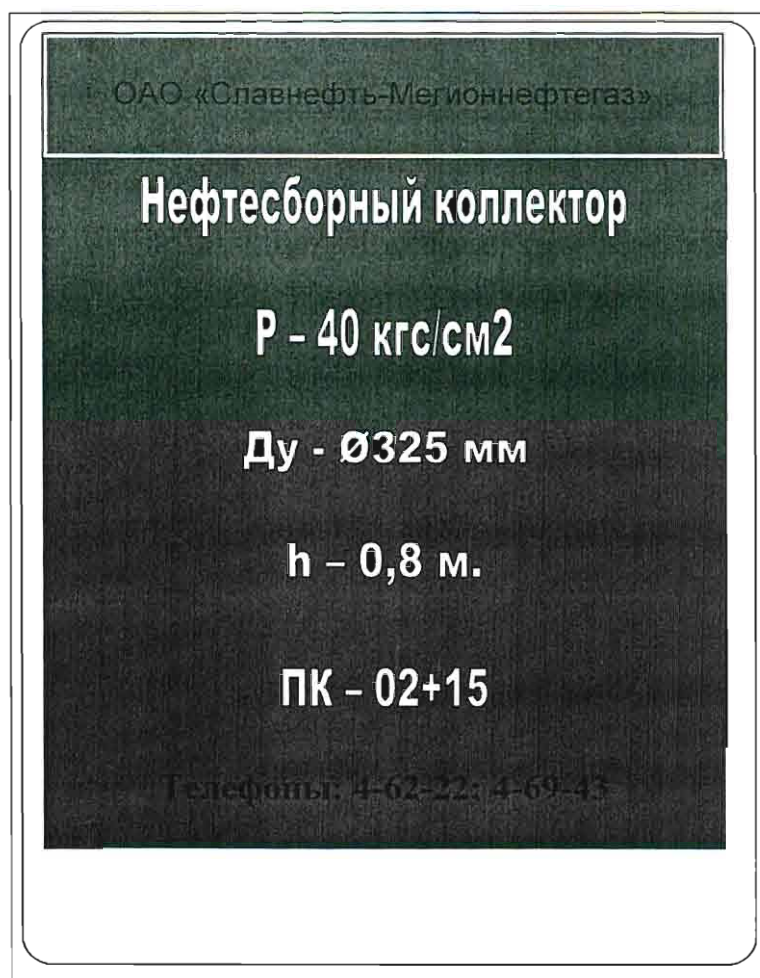 ОАО «Славнефть-Мегионнефтегаз»
Нефтесборный коллектор
Р – 40 кгс/см2
Ду - Ø325 мм
h – 0,8 м.
ПК – 02+15
Телефоны: 4-62-22; 4-69-43